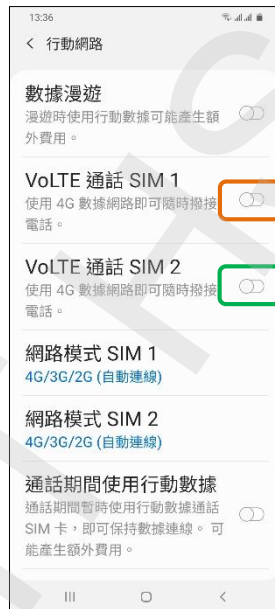 13:36
行動網路
數據漫遊
漫遊時使用行動數據可能產生額
外費用。
VoLTE 通話 SIM 1
使用 4G 數據網路即可隨時撥接
電話。
VoLTE 通話 SIM 2
使用 4G 數據網路即可隨時撥接
電話。
網路模式 SIM 1
4G/3G/2G (自動連線)
網路模式 SIM 2
4G/3G/2G (自動連線)
通話期間使用行動數據
通話期間暫時使用行動數據通話
SIM 卡，即可保持數據連線。 可
能產生額外費用。